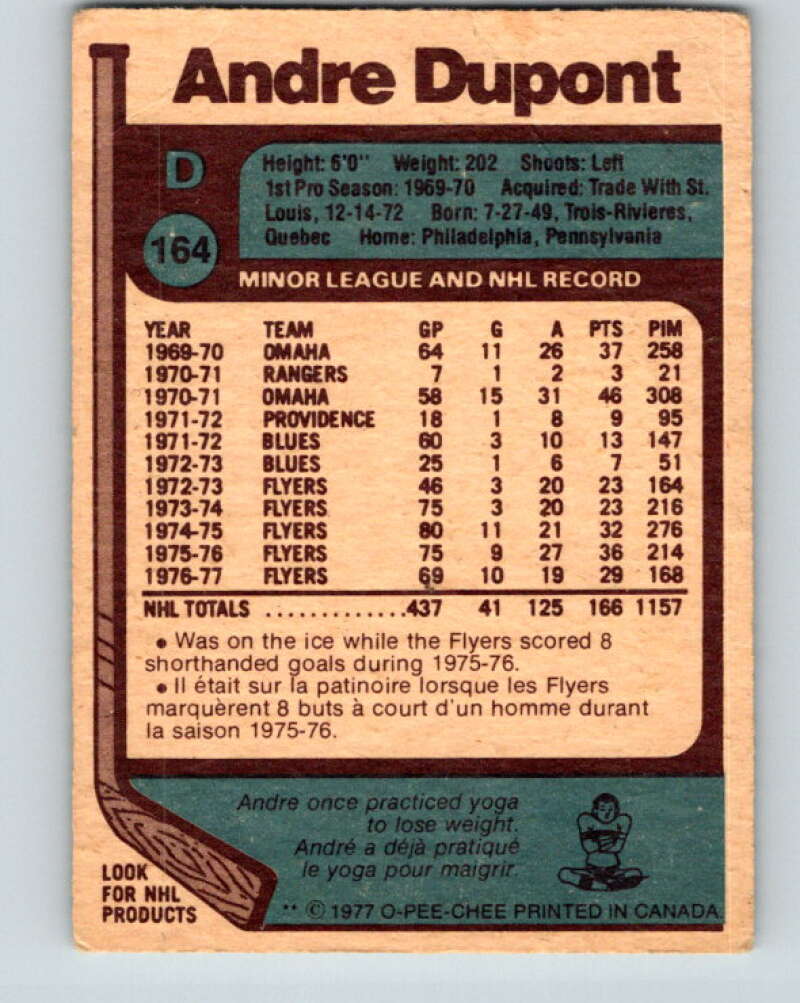 Andre Dupont
D
164
Height: 6'0" Weight: 202 Shoots: Left
1st Pro Season: 1969-70 Acquired: Trade With St.
Louis, 12-14-72 Born: 7-27-49, Trois-Rivieres,
Quebec Home: Philadelphia, Pennsylvania
MINOR LEAGUE AND NHL RECORD
YEAR TEAM GP G A PTS PIM
1969-70 OMAHA 64 11 26 37 258
1970-71 RANGERS 7 1 2 3 21
1970-71 OMAHA 58 15 31 46 308
1971-72 PROVIDENCE 18 1 8 9 95
1971-72 BLUES 60 3 10 13 147
1972-73 BLUES 25 1 6 7 51
1972-73 FLYERS 46 3 20 23 164
1973-74 FLYERS 75 3 20 23 216
1974-75 FLYERS 80 11 21 32 276
1975-76 FLYERS 75 9 27 36 214
1976-77 FLYERS 69 10 19 29 168
NHL TOTALS .............437 41 125 166 1157
• Was on the ice while the Flyers scored 8
shorthanded goals during 1975-76.
• Il était sur la patinoire lorsque les Flyers
marquèrent 8 buts à court d'un homme durant
la saison 1975-76.
Andre once practiced yoga
to lose weight.
André a déjà pratiqué
le yoga pour maigrir.
LOOK
FOR NHL
PRODUCTS
** © 1977 O-PEE-CHEE PRINTED IN CANADA